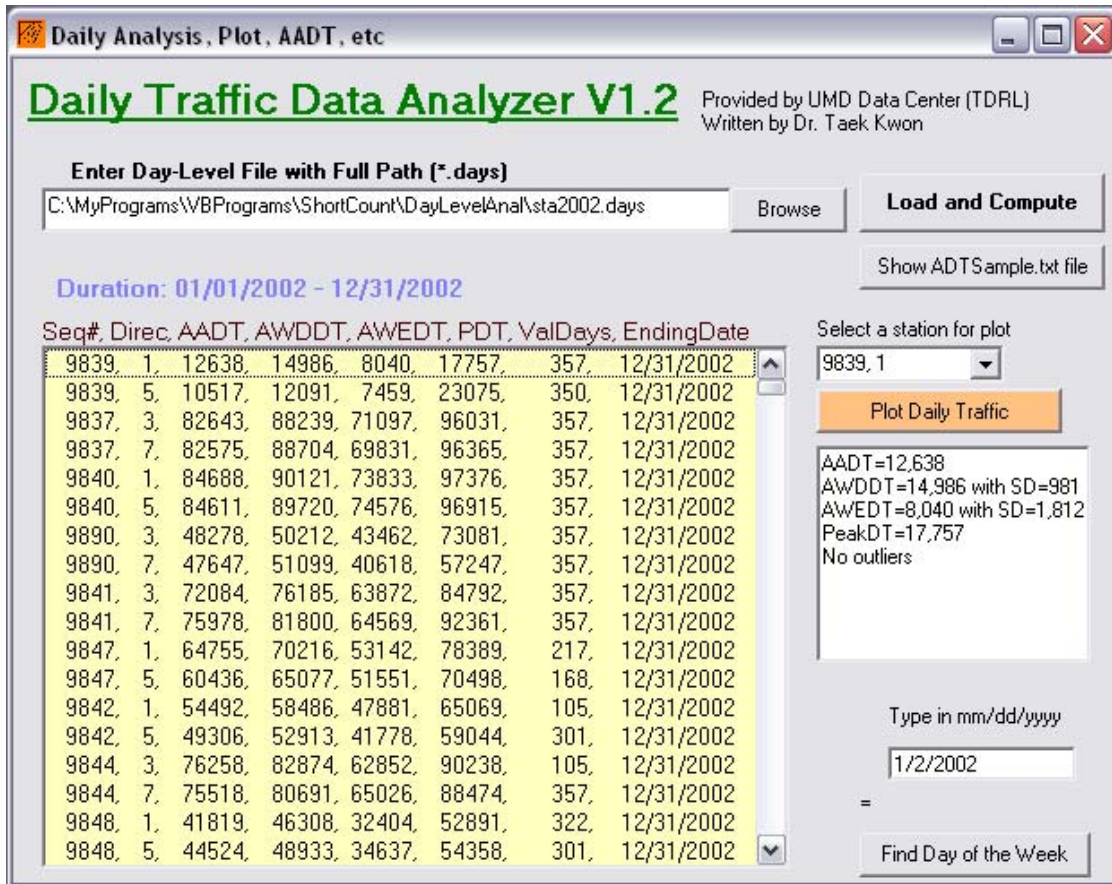 Daily Analysis, Plot, AADT, etc
Daily Traffic Data Analyzer V1.2
Provided by UMD Data Center (TDRL)
Written by Dr. Taek Kwon
Enter Day-Level File with Full Path (*.days)
C:\MyPrograms\VBPrograms\ShortCount\DayLevelAnal\sta2002.days
Browse
Load and Compute
Show ADTSample.txt file
Duration: 01/01/2002 - 12/31/2002
Seq#, Direc, AADT, AWDDT, AWEDT, PDT, ValDays, EndingDate
9839, 1, 12638, 14986, 8040, 17757, 357, 12/31/2002
9839, 5, 10517, 12091, 7459, 23075, 350, 12/31/2002
9837, 3, 82643, 88239, 71097, 96031, 357, 12/31/2002
9837, 7, 82575, 88704, 69831, 96365, 357, 12/31/2002
9840, 1, 84688, 90121, 73833, 97376, 357, 12/31/2002
9840, 5, 84611, 89720, 74576, 96915, 357, 12/31/2002
9890, 3, 48278, 50212, 43462, 73081, 357, 12/31/2002
9890, 7, 47647, 51099, 40618, 57247, 357, 12/31/2002
9841, 3, 72084, 76185, 63872, 84792, 357, 12/31/2002
9841, 7, 75978, 81800, 64569, 92361, 357, 12/31/2002
9847, 1, 64755, 70216, 53142, 78389, 217, 12/31/2002
9847, 5, 60436, 65077, 51551, 70498, 168, 12/31/2002
9842, 1, 54492, 58486, 47881, 65069, 105, 12/31/2002
9842, 5, 49306, 52913, 41778, 59044, 301, 12/31/2002
9844, 3, 76258, 82874, 62852, 90238, 105, 12/31/2002
9844, 7, 75518, 80691, 65026, 88474, 357, 12/31/2002
9848, 1, 41819, 46308, 32404, 52891, 322, 12/31/2002
9848, 5, 44524, 48933, 34637, 54358, 301, 12/31/2002
Select a station for plot
9839, 1
Plot Daily Traffic
AADT=12,638
AWDDT=14,986 with SD=981
AWEDT=8,040 with SD=1,812
PeakDT=17,757
No outliers
Type in mm/dd/yyyy
1/2/2002
=
Find Day of the Week